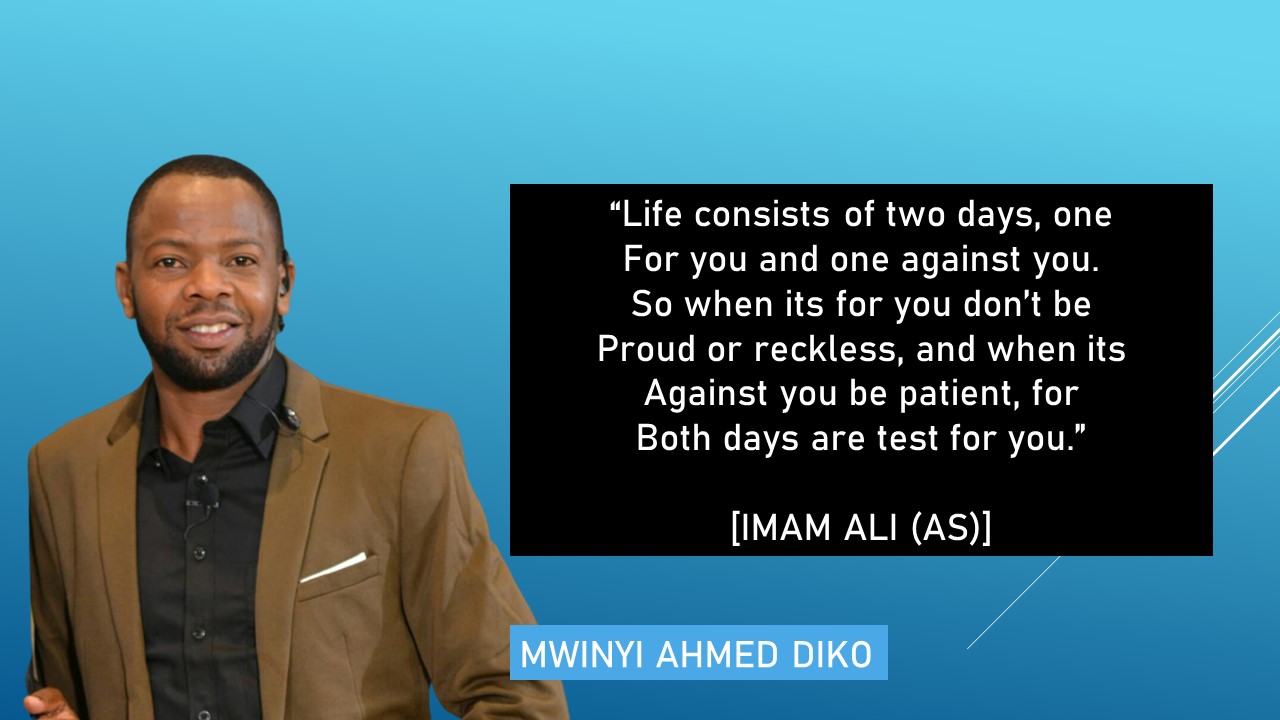 “Life consists of two days, one
For you and one against you.
So when its for you don’t be
Proud or reckless, and when its
Against you be patient, for
Both days are test for you.”
[IMAM ALI (AS)]
MWINYI AHMED DIKO